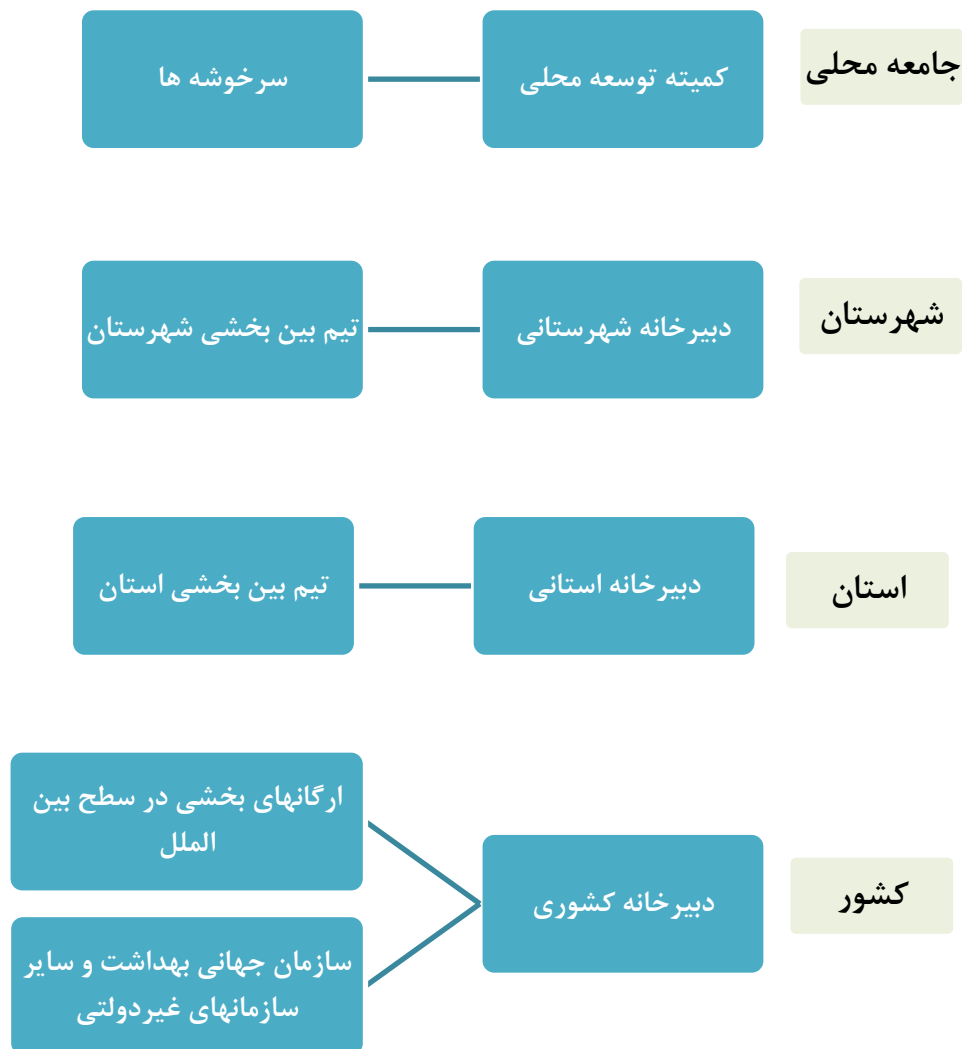 جامعه محلی
کمیته توسعه محلی
سرخوشه ها
شهرستان
دبیرخانه شهرستانی
تیم بین بخشی شهرستان
استان
دبیرخانه استانی
تیم بین بخشی استان
کشور
دبیرخانه کشوری
ارگانهای بخشی در سطح بین
الملل
سازمان جهانی بهداشت و سایر
سازمانهای غیردولتی